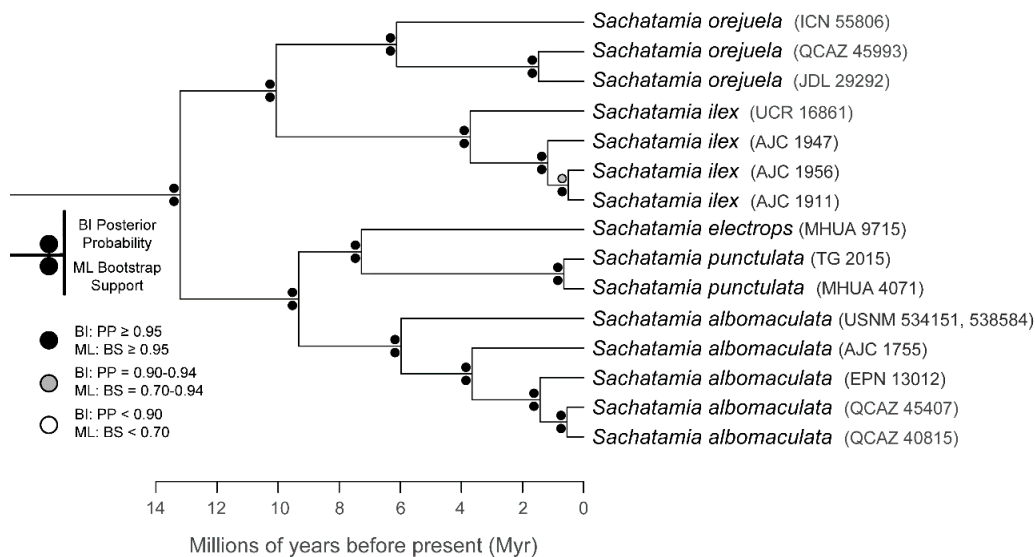 Sachatamia orejuela (ICN 55806)
Sachatamia orejuela (QCAZ 45993)
Sachatamia orejuela (JDL 29292)
Sachatamia ilex (UCR 16861)
Sachatamia ilex (AJC 1947)
Sachatamia ilex (AJC 1956)
Sachatamia ilex (AJC 1911)
Sachatamia electrops (MHUA 9715)
Sachatamia punctulata (TG 2015)
Sachatamia punctulata (MHUA 4071)
Sachatamia albomaculata (USNM 534151, 538584)
Sachatamia albomaculata (AJC 1755)
Sachatamia albomaculata (EPN 13012)
Sachatamia albomaculata (QCAZ 45407)
Sachatamia albomaculata (QCAZ 40815)
BI Posterior
Probability
ML Bootstrap
Support
BI: PP ≥ 0.95
ML: BS ≥ 0.95
BI: PP = 0.90-0.94
ML: BS = 0.70-0.94
BI: PP < 0.90
ML: BS < 0.70
14 12 10 8 6 4 2 0
Millions of years before present (Myr)